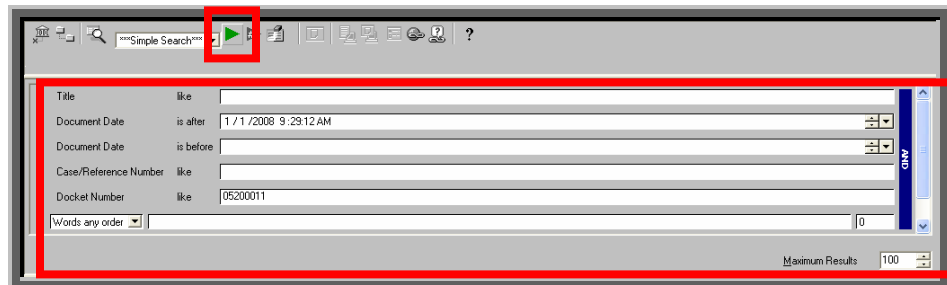 ***Simple Search*** ?
Title like
Document Date is after 1 / 1 /2008 9 :29:12 AM
Document Date is before
Case/Reference Number like
Docket Number like 05200011
AND
Words any order 0
Maximum Results 100